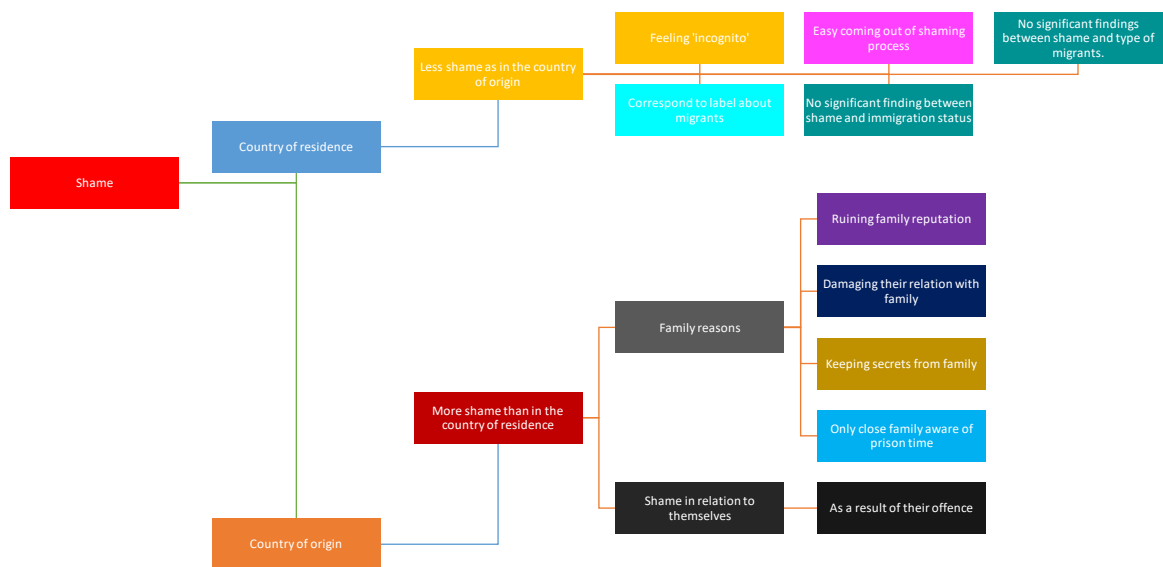 Shame
Country of residence
Less shame as in the country
of origin
Feeling 'incognito'
Correspond to label about
migrants
Easy coming out of shaming
process
No significant finding between
shame and immigration status
No significant findings
between shame and type of
migrants.
Country of origin
More shame than in the
country of residence
Family reasons
Ruining family reputation
Damaging their relation with
family
Keeping secrets from family
Only close family aware of
prison time
Shame in relation to
themselves
As a result of their offence